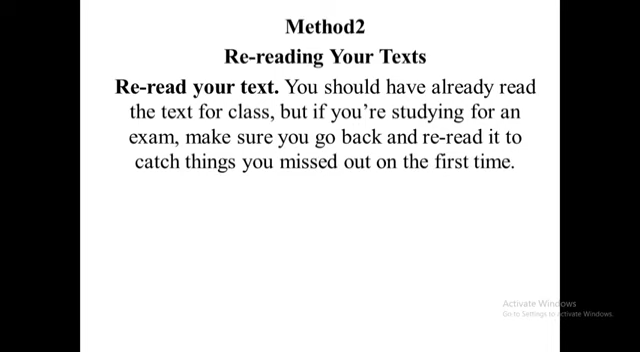 Method2
Re-reading Your Texts
Re-read your text. You should have already read
the text for class, but if you’re studying for an
exam, make sure you go back and re-read it to
catch things you missed out on the first time.
Activate Windows
Go to Settings to Activate Windows.